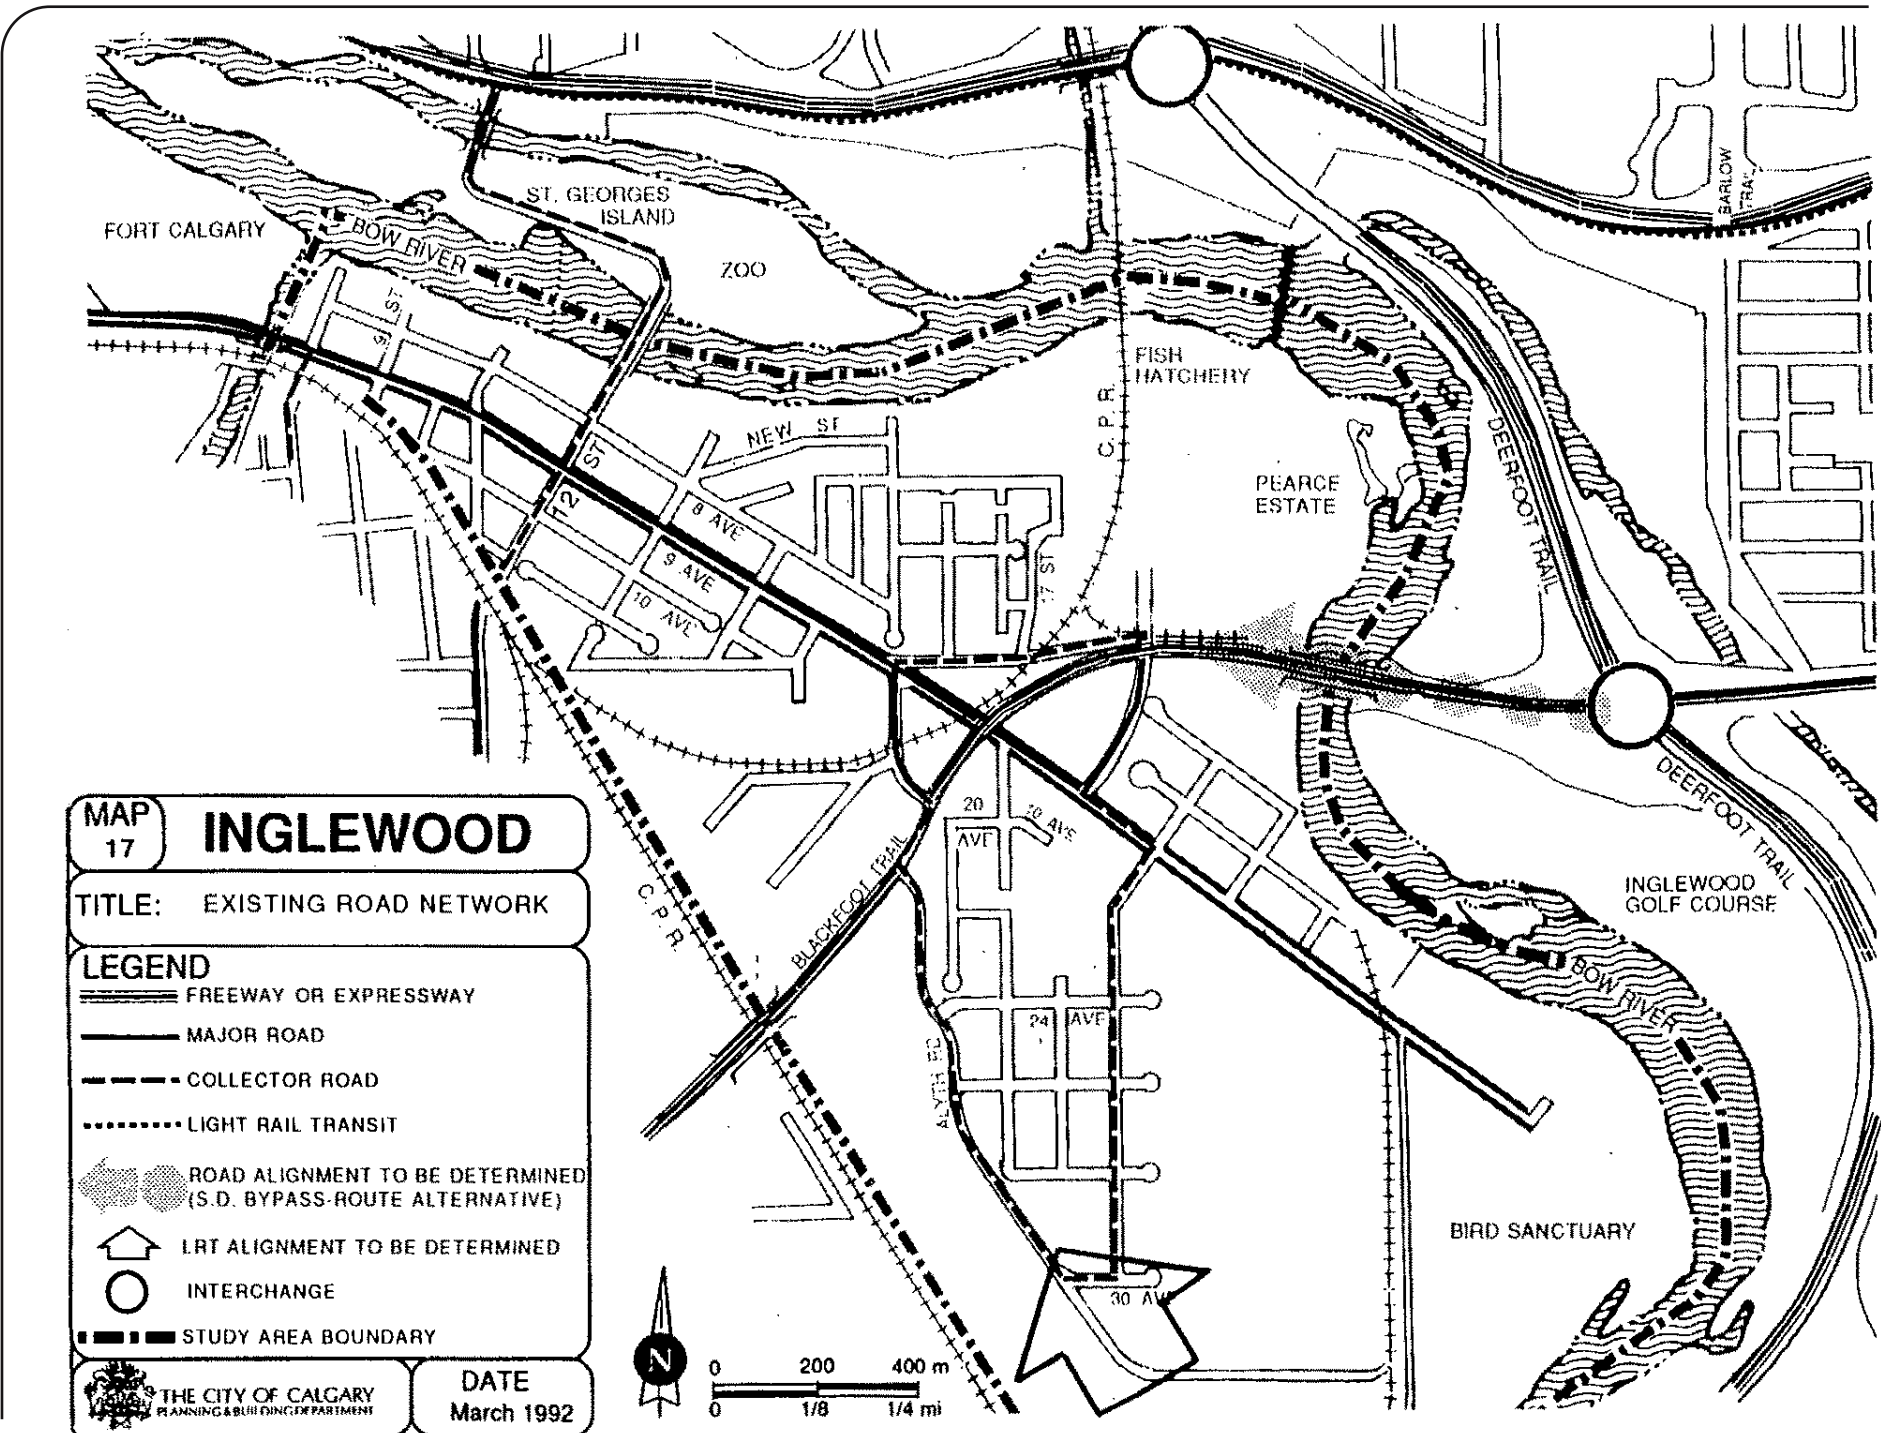 BARLOW
TRAIL
ST. GEORGES
ISLAND
FORT CALGARY
BOW RIVER
ZOO
FISH
HATCHERY
C. P. R.
NEW ST
DEERFOOT TRAIL
PEARCE
ESTATE
12 ST
8 AVE
9 AVE
10 AVE
17 ST
DEERFOOT TRAIL
20
AVE
19 AVE
BLACKFOOT TRAIL
C. P. R.
INGLEWOOD
GOLF COURSE
BOW RIVER
24 AVE
BIRD SANCTUARY
30 AV
MAP
17
INGLEWOOD
TITLE: EXISTING ROAD NETWORK
LEGEND
FREEWAY OR EXPRESSWAY
MAJOR ROAD
COLLECTOR ROAD
LIGHT RAIL TRANSIT
ROAD ALIGNMENT TO BE DETERMINED
(S.D. BYPASS-ROUTE ALTERNATIVE)
LRT ALIGNMENT TO BE DETERMINED
INTERCHANGE
STUDY AREA BOUNDARY
THE CITY OF CALGARY
PLANNING & BUILDING DEPARTMENT
DATE
March 1992
N
0 200 400 m
0 1/8 1/4 mi